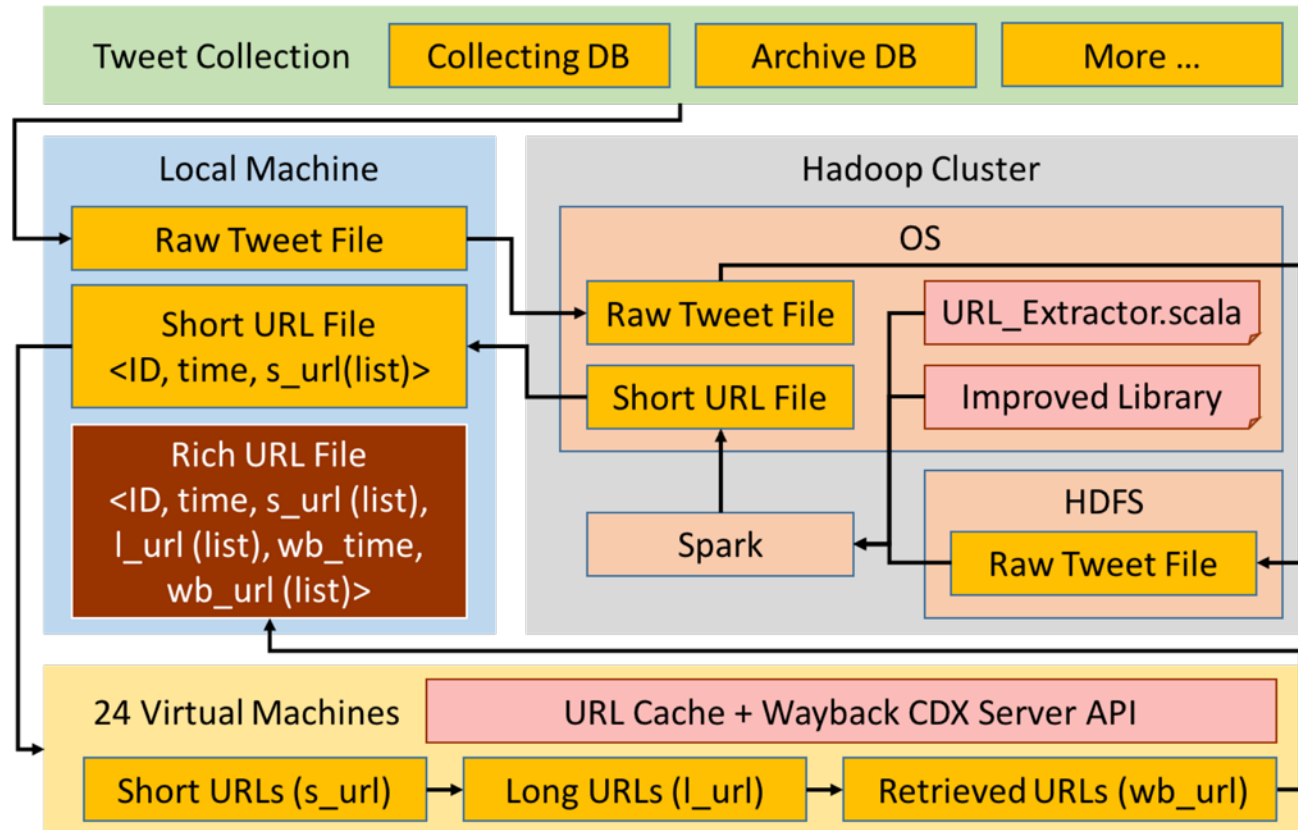 Tweet Collection
Collecting DB
Archive DB
More ...
Local Machine
Raw Tweet File
Short URL File
<ID, time, s_url(list)>
Rich URL File
<ID, time, s_url (list),
l_url (list), wb_time,
wb_url (list)>
Hadoop Cluster
OS
Raw Tweet File
URL_Extractor.scala
Short URL File
Improved Library
Spark
HDFS
Raw Tweet File
24 Virtual Machines
URL Cache + Wayback CDX Server API
Short URLs (s_url)
Long URLs (l_url)
Retrieved URLs (wb_url)